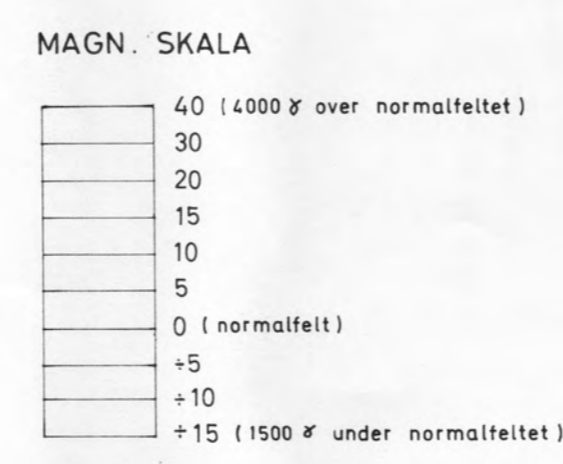 MAGN. SKALA
40 (4000 γ over normalfeltet)
30
20
15
10
5
0 (normalfelt)
÷5
÷10
÷15 (1500 γ under normalfeltet)